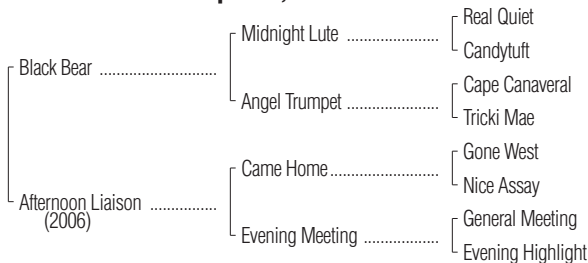 Real Quiet
Midnight Lute ........................
Candytuft
Black Bear ..............................
Cape Canaveral
Angel Trumpet ......................
Tricki Mae
Gone West
Came Home............................
Nice Assay
Afternoon Liaison .................
(2006)
General Meeting
Evening Meeting ...................
Evening Highlight